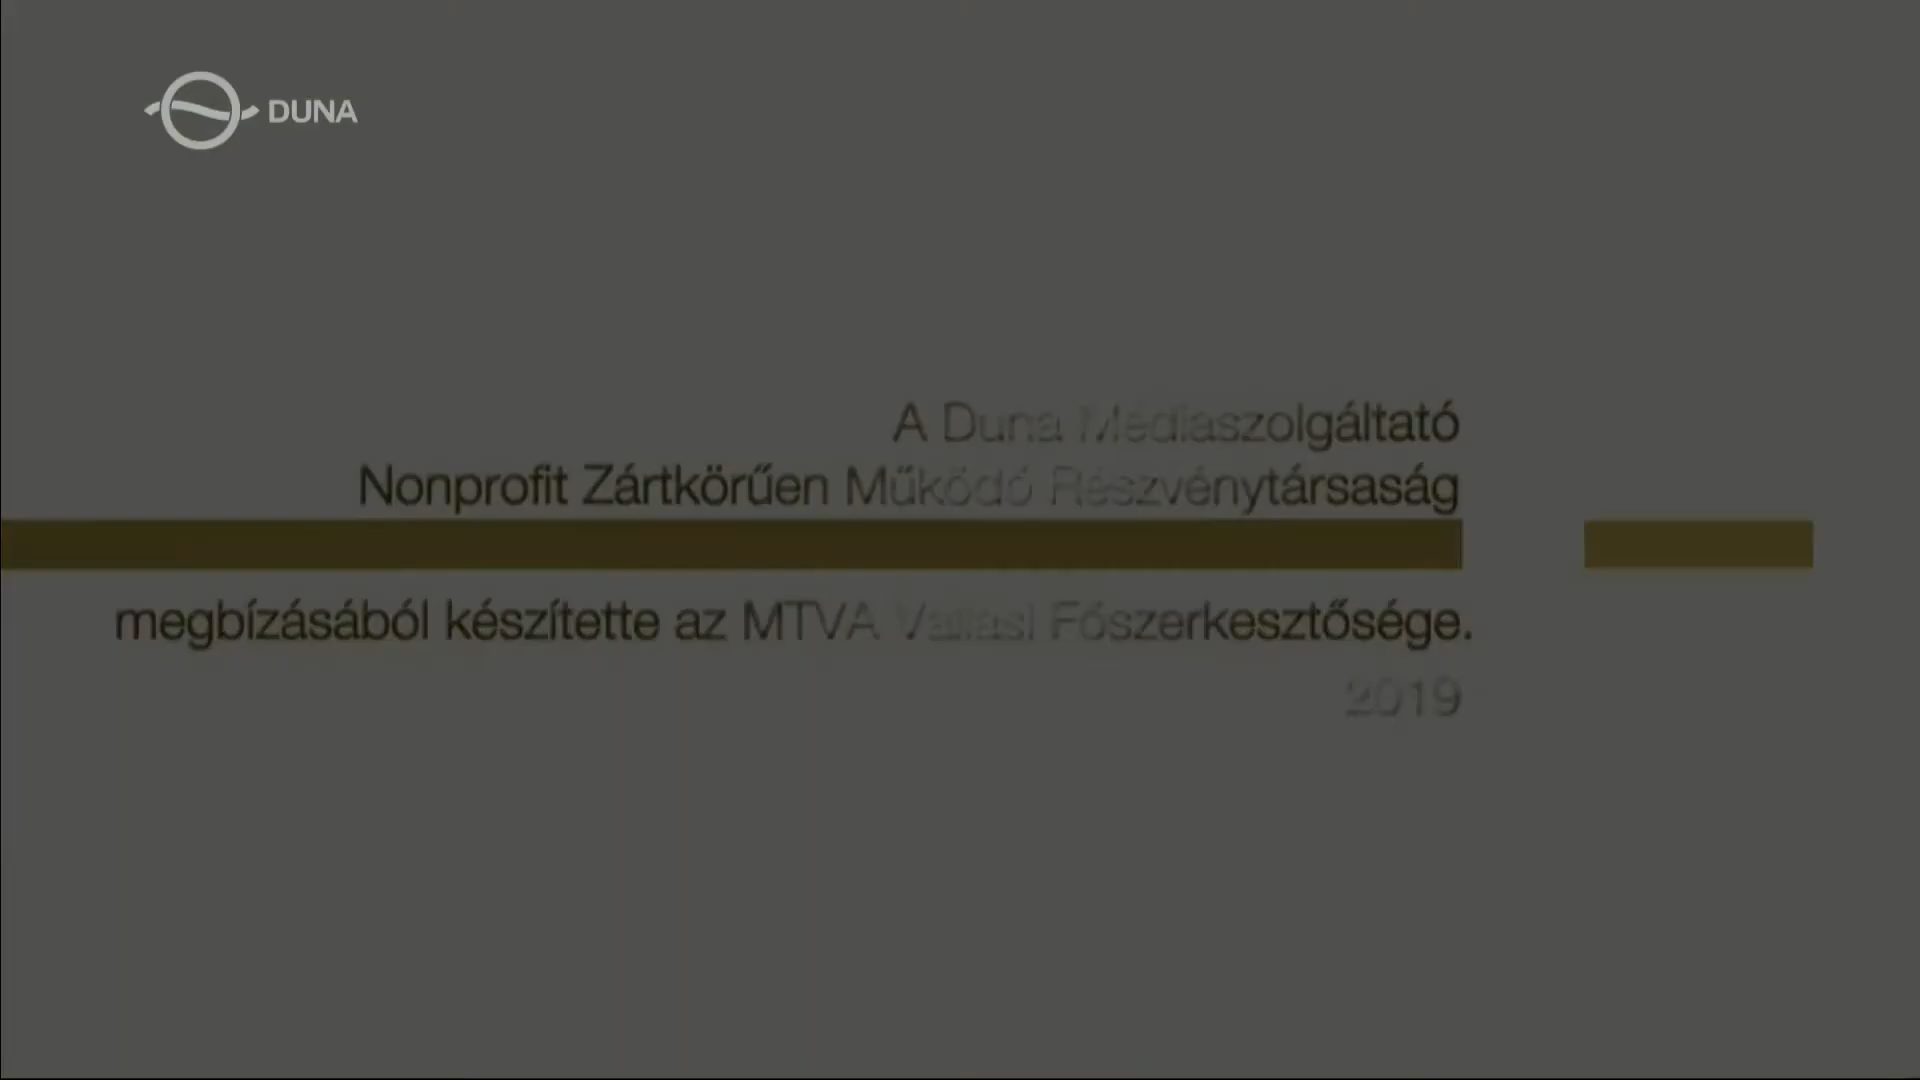 DUNA
A Duna Médiaszolgáltató
Nonprofit Zártkörűen Működő Részvénytársaság
megbízásából készítette az MTVA Vallási Főszerkesztősége.
2019